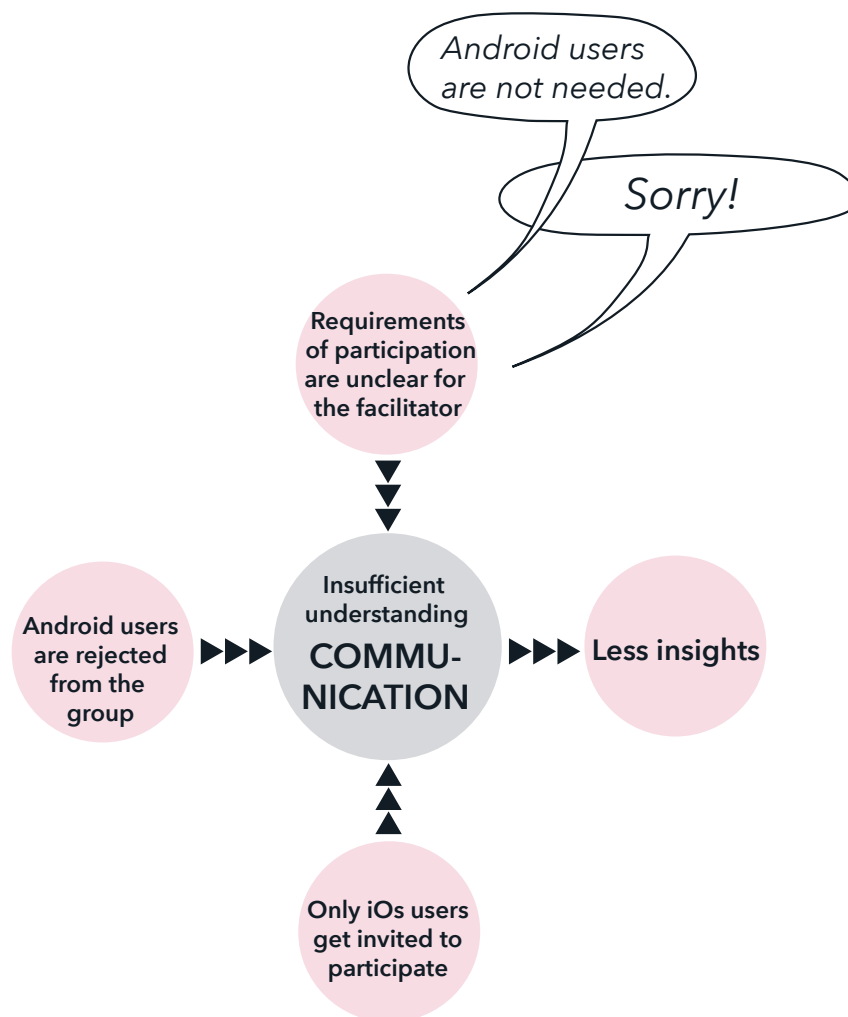 Android users
are not needed.
Sorry!
Requirements
of participation
are unclear for
the facilitator
Insufficient
understanding
COMMU-
NICATION
Android users
are rejected
from the
group
Less insights
Only iOs users
get invited to
participate